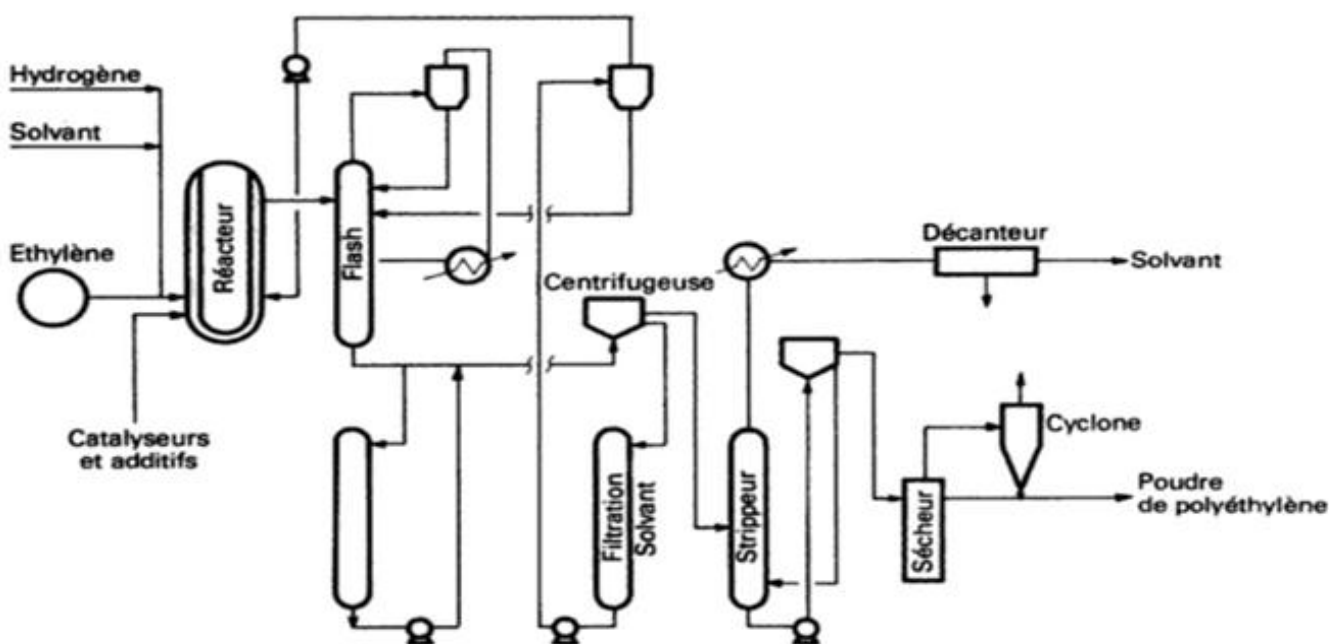 Hydrogène
Solvant
Ethylène
Réacteur
Catalyseurs
et additifs
Flash
Centrifugeuse
Filtration
Solvant
Strippeur
Décanteur
Solvant
Cyclone
Sécheur
Poudre
de polyéthylène